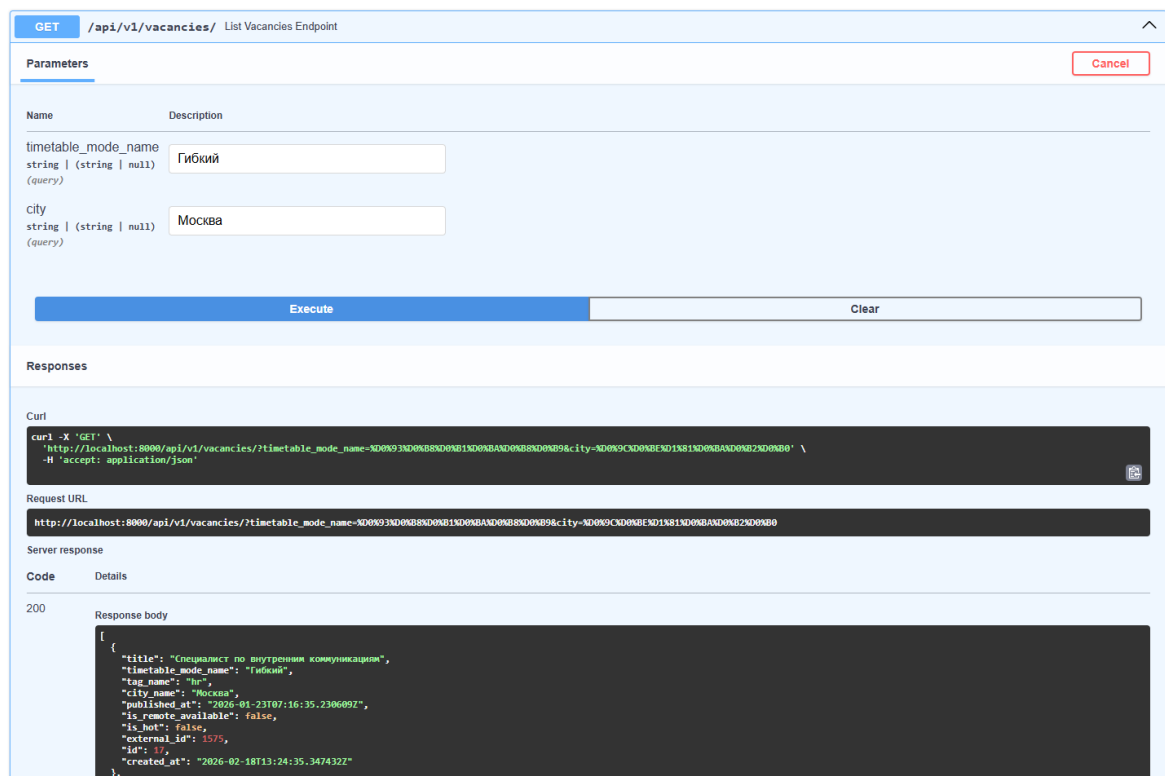 GET /api/v1/vacancies/ List Vacancies Endpoint
Parameters
Cancel
Name Description
timetable_mode_name
string | (string | null)
(query)
Гибкий
city
string | (string | null)
(query)
Москва
Execute Clear
Responses
Curl
curl -X 'GET' \
'http://localhost:8000/api/v1/vacancies/?timetable_mode_name=%D0%93%D0%B8%D0%B1%D0%BA%D0%B8%D0%B9&city=%D0%9C%D0%BE%D1%81%D0%BA%D0%B2%D0%B0' \
-H 'accept: application/json'
Request URL
http://localhost:8000/api/v1/vacancies/?timetable_mode_name=%D0%93%D0%B8%D0%B1%D0%BA%D0%B8%D0%B9&city=%D0%9C%D0%BE%D1%81%D0%BA%D0%B2%D0%B0
Server response
Code Details
200
Response body
[
{
"title": "Специалист по внутренним коммуникациям",
"timetable_mode_name": "Гибкий",
"tag_name": "hr",
"city_name": "Москва",
"published_at": "2026-01-23T07:16:35.230609Z",
"is_remote_available": false,
"is_hot": false,
"external_id": 1575,
"id": 17,
"created_at": "2026-02-18T13:24:35.347432Z"
},